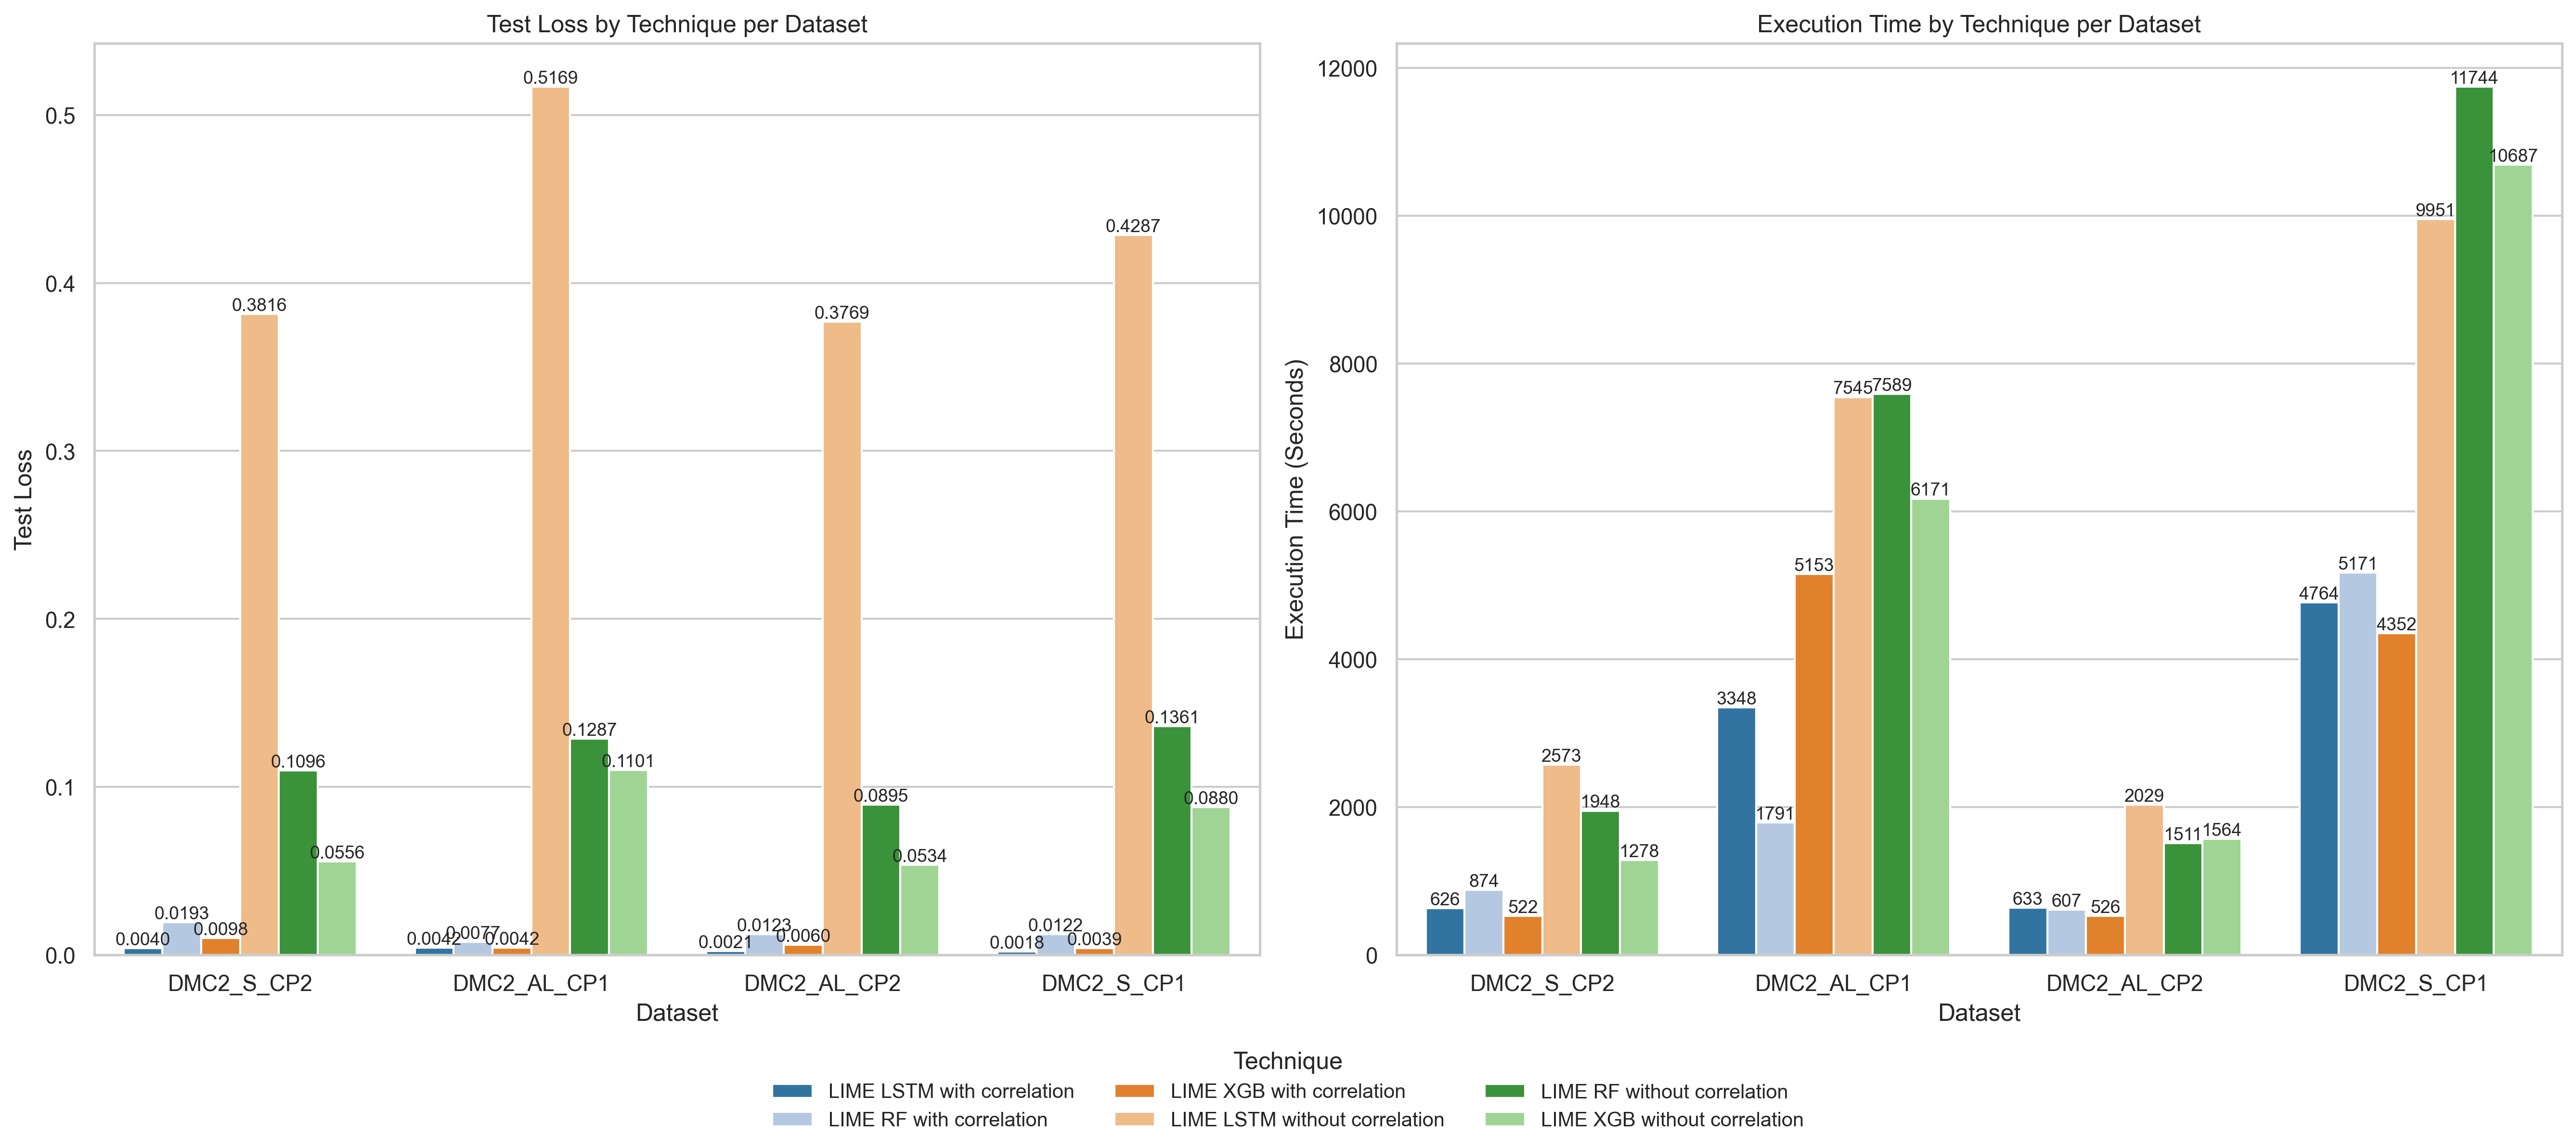 Test Loss by Technique per Dataset
Test Loss
0.5
0.4
0.3
0.2
0.1
0.0
0.0040
0.0193
0.0098
0.3816
0.1096
0.0556
0.0042
0.0077
0.0042
0.5169
0.1287
0.1101
0.0021
0.0123
0.0060
0.3769
0.0895
0.0534
0.0018
0.0122
0.0039
0.4287
0.1361
0.0880
DMC2_S_CP2
DMC2_AL_CP1
DMC2_AL_CP2
DMC2_S_CP1
Dataset
Execution Time by Technique per Dataset
Execution Time (Seconds)
12000
10000
8000
6000
4000
2000
0
626
874
522
2573
1948
1278
3348
1791
5153
7545
7589
6171
633
607
526
2029
1511
1564
4764
5171
4352
9951
11744
10687
DMC2_S_CP2
DMC2_AL_CP1
DMC2_AL_CP2
DMC2_S_CP1
Dataset
Technique
LIME LSTM with correlation
LIME RF with correlation
LIME XGB with correlation
LIME LSTM without correlation
LIME RF without correlation
LIME XGB without correlation